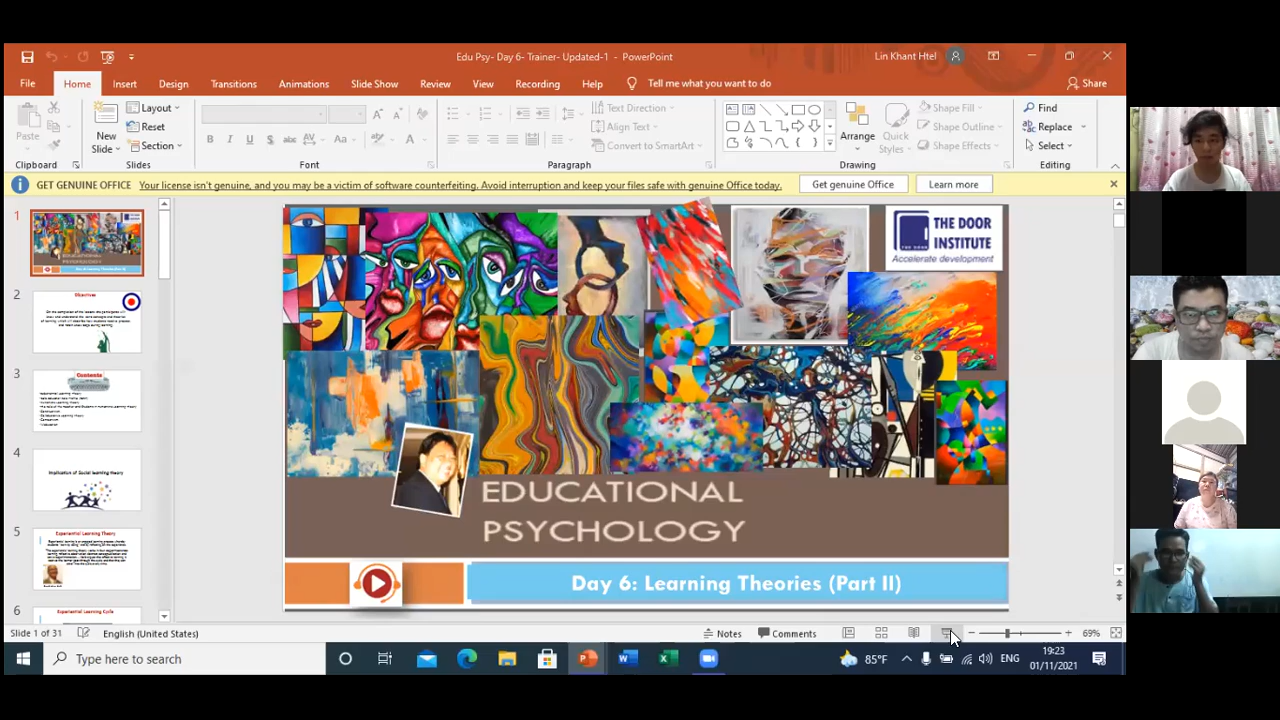 Edu Psy- Day 6- Trainer- Updated-1 - PowerPoint
Lin Khant Htel
File Home Insert Design Transitions Animations Slide Show Review View Recording Help Tell me what you want to do Share
Paste
New Slide
Layout
Reset
Section
Text Direction
Align Text
Convert to SmartArt
Arrange
Quick Styles
Shape Fill
Shape Outline
Shape Effects
Find
Replace
Select
Clipboard Slides Font Paragraph Drawing Editing
GET GENUINE OFFICE Your license isn't genuine, and you may be a victim of software counterfeiting. Avoid interruption and keep your files safe with genuine Office today. Get genuine Office Learn more
1
2
Objectives
3
Contents
4
Implication of Social learning theory
5
Experiential Learning Theory
6
Experiential Learning Cycle
THE DOOR
INSTITUTE
Accelerate development
EDUCATIONAL
PSYCHOLOGY
Day 6: Learning Theories (Part II)
Slide 1 of 31 English (United States) Notes Comments 69%
Type here to search
85°F ENG
19:23
01/11/2021